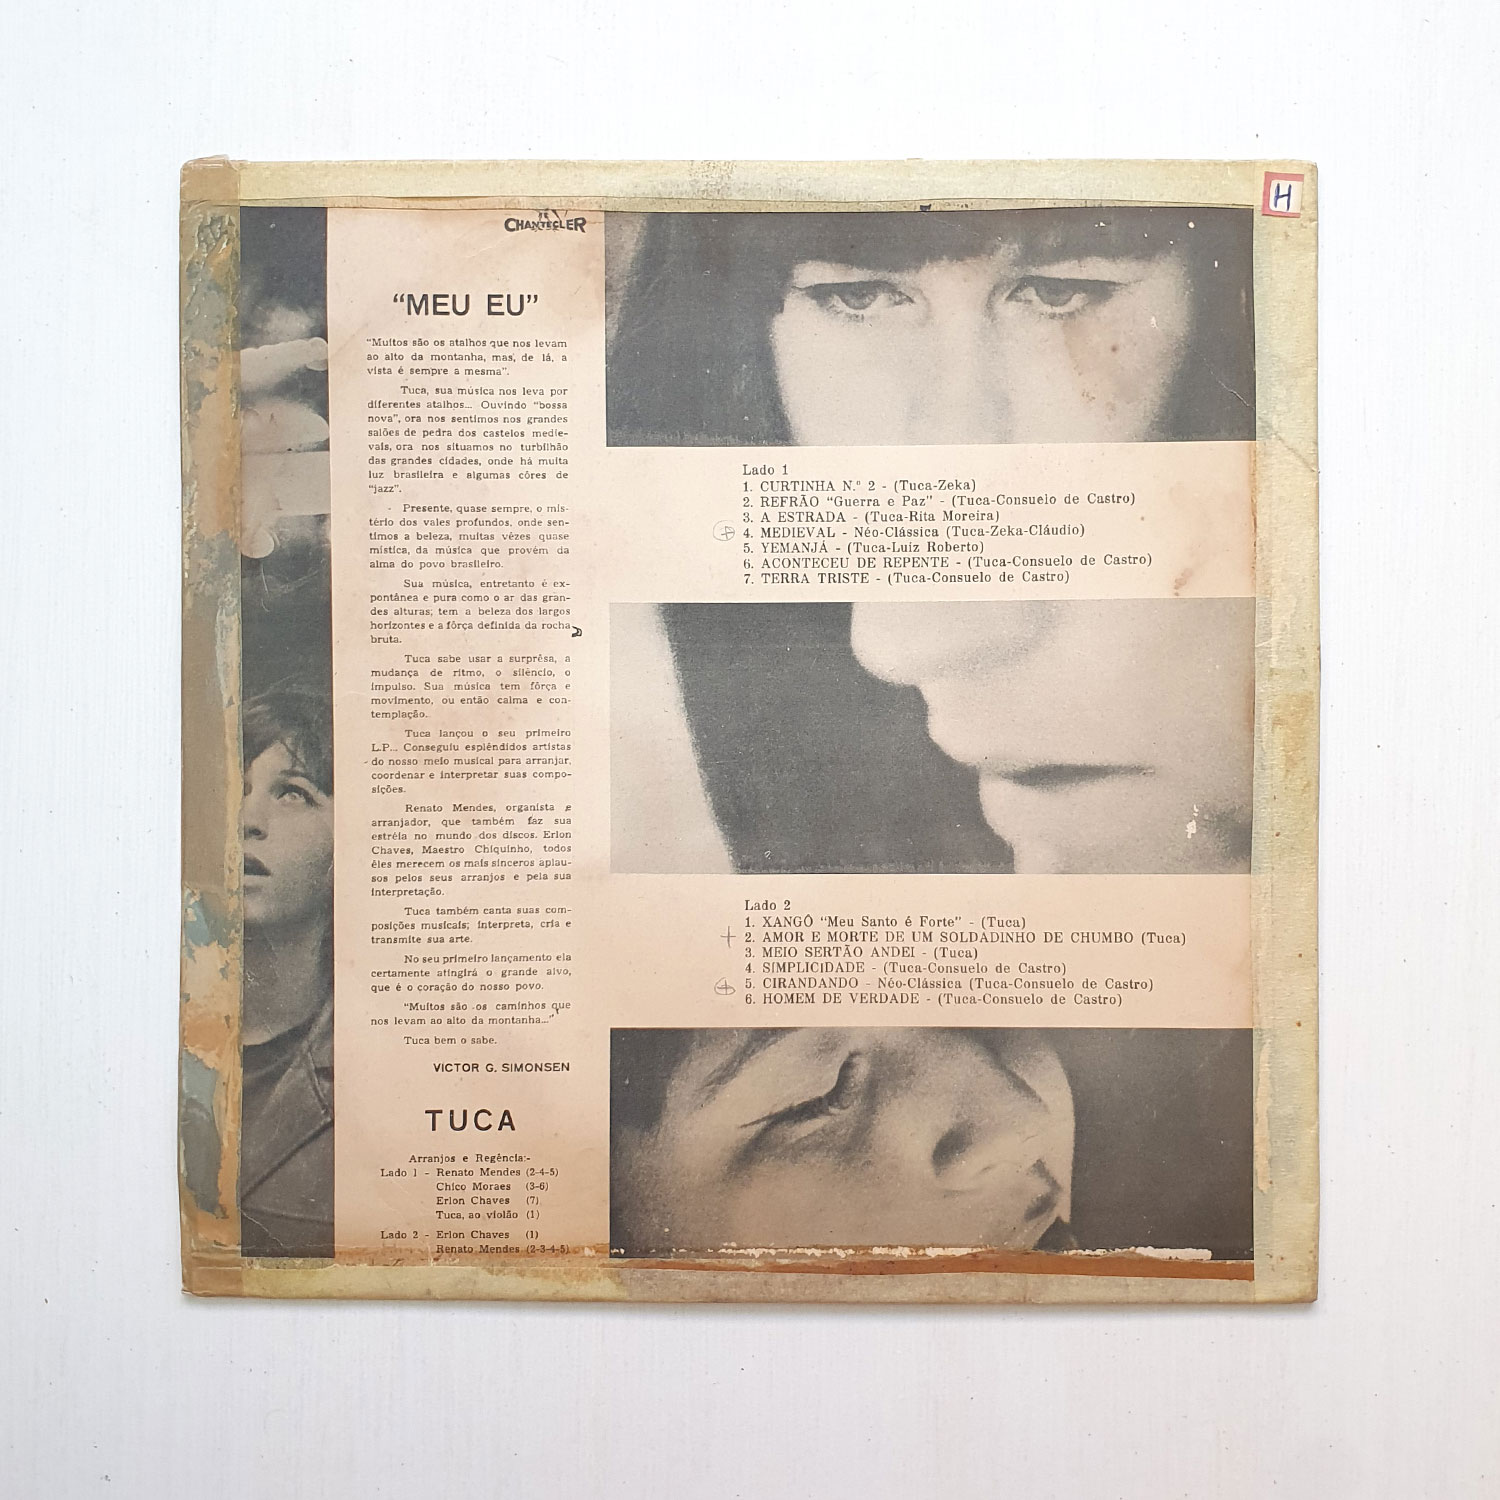 H
CHANTECLER
“MEU EU”
“Muitos são os atalhos que nos levam
ao alto da montanha, mas, de lá, a
vista é sempre a mesma”.
Tuca, sua música nos leva por
diferentes atalhos... Ouvindo “bossa
nova”, ora nos sentimos nos grandes
salões de pedra dos castelos medie-
vais, ora nos situamos no turbilhão
das grandes cidades, onde há muita
luz brasileira e algumas côres de
“jazz”.
Presente, quase sempre, o mis-
tério dos vales profundos, onde sen-
timos a beleza, muitas vêzes quase
mística, da música que provém da
alma do povo brasileiro.
Sua música, entretanto é ex-
pontânea e pura como o ar das gran-
des alturas; tem a beleza dos largos
horizontes e a fôrça definida da rocha
bruta.
Tuca sabe usar a surprêsa, a
mudança de ritmo, o silêncio, o
impulso. Sua música tem fôrça e
movimento, ou então calma e con-
templação.
Tuca lançou o seu primeiro
L.P... Conseguiu esplêndidos artistas
do nosso meio musical para arranjar,
coordenar e interpretar suas compo-
sições.
Renato Mendes, organista e
arranjador, que também faz sua
estréia no mundo dos discos. Erlon
Chaves, Maestro Chiquinho, todos
êles merecem os mais sinceros aplau-
sos pelos seus arranjos e pela sua
interpretação.
Tuca também canta suas com-
posições musicais; interpreta, cria e
transmite sua arte.
No seu primeiro lançamento ela
certamente atingirá o grande alvo,
que é o coração do nosso povo.
“Muitos são os caminhos que
nos levam ao alto da montanha...”
Tuca bem o sabe.
VICTOR G. SIMONSEN
TUCA
Arranjos e Regência:-
Lado 1 - Renato Mendes (2-4-5)
Chico Moraes (3-6)
Erlon Chaves (7)
Tuca, ao violão (1)
Lado 2 - Erlon Chaves (1)
Renato Mendes (2-3-4-5)
Lado 1
1. CURTINHA N.º 2 - (Tuca-Zeka)
2. REFRÃO “Guerra e Paz” - (Tuca-Consuelo de Castro)
3. A ESTRADA - (Tuca-Rita Moreira)
4. MEDIEVAL - Néo-Clássica (Tuca-Zeka-Cláudio)
5. YEMANJÁ - (Tuca-Luiz Roberto)
6. ACONTECEU DE REPENTE - (Tuca-Consuelo de Castro)
7. TERRA TRISTE - (Tuca-Consuelo de Castro)
Lado 2
1. XANGÔ “Meu Santo é Forte” - (Tuca)
2. AMOR E MORTE DE UM SOLDADINHO DE CHUMBO (Tuca)
3. MEIO SERTÃO ANDEI - (Tuca)
4. SIMPLICIDADE - (Tuca-Consuelo de Castro)
5. CIRANDANDO - Néo-Clássica (Tuca-Consuelo de Castro)
6. HOMEM DE VERDADE - (Tuca-Consuelo de Castro)